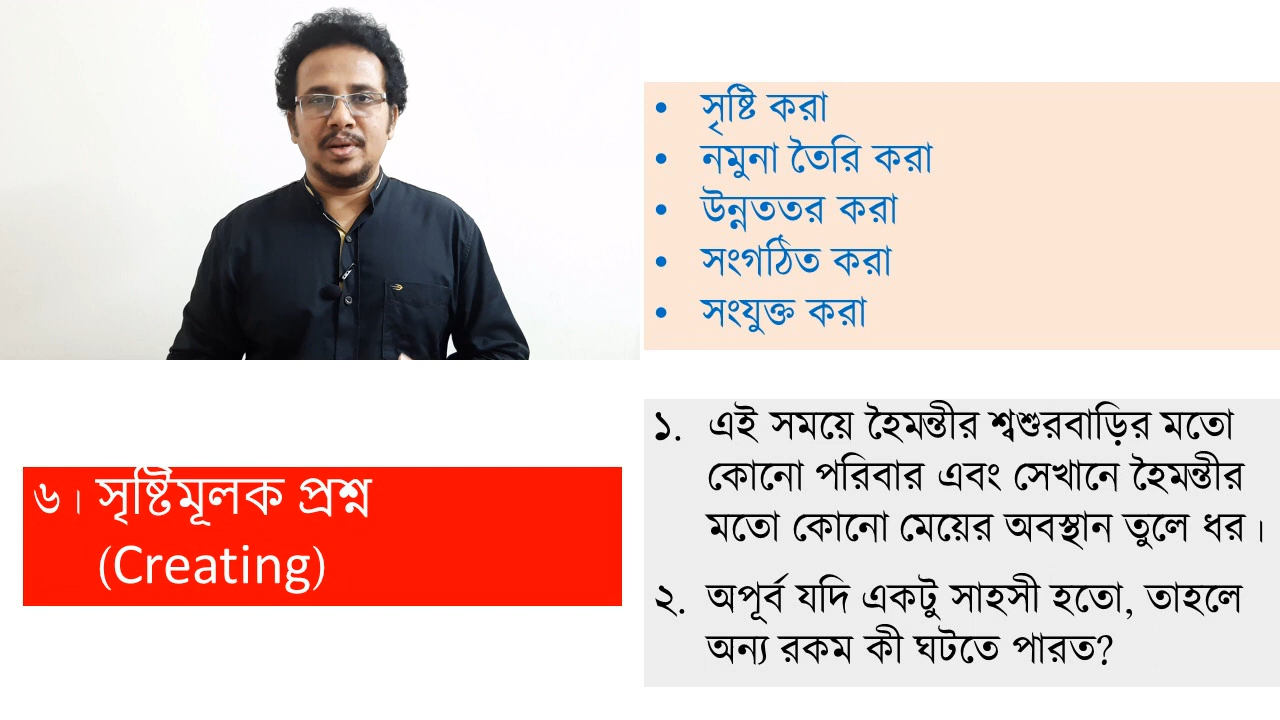 • সৃষ্টি করা
• নমুনা তৈরি করা
• উন্নততর করা
• সংগঠিত করা
• সংযুক্ত করা
৬। সৃষ্টিমূলক প্রশ্ন
(Creating)
১. এই সময়ে হৈমন্তীর শ্বশুরবাড়ির মতো
কোনো পরিবার এবং সেখানে হৈমন্তীর
মতো কোনো মেয়ের অবস্থান তুলে ধর।
২. অপূর্ব যদি একটু সাহসী হতো, তাহলে
অন্য রকম কী ঘটতে পারত?